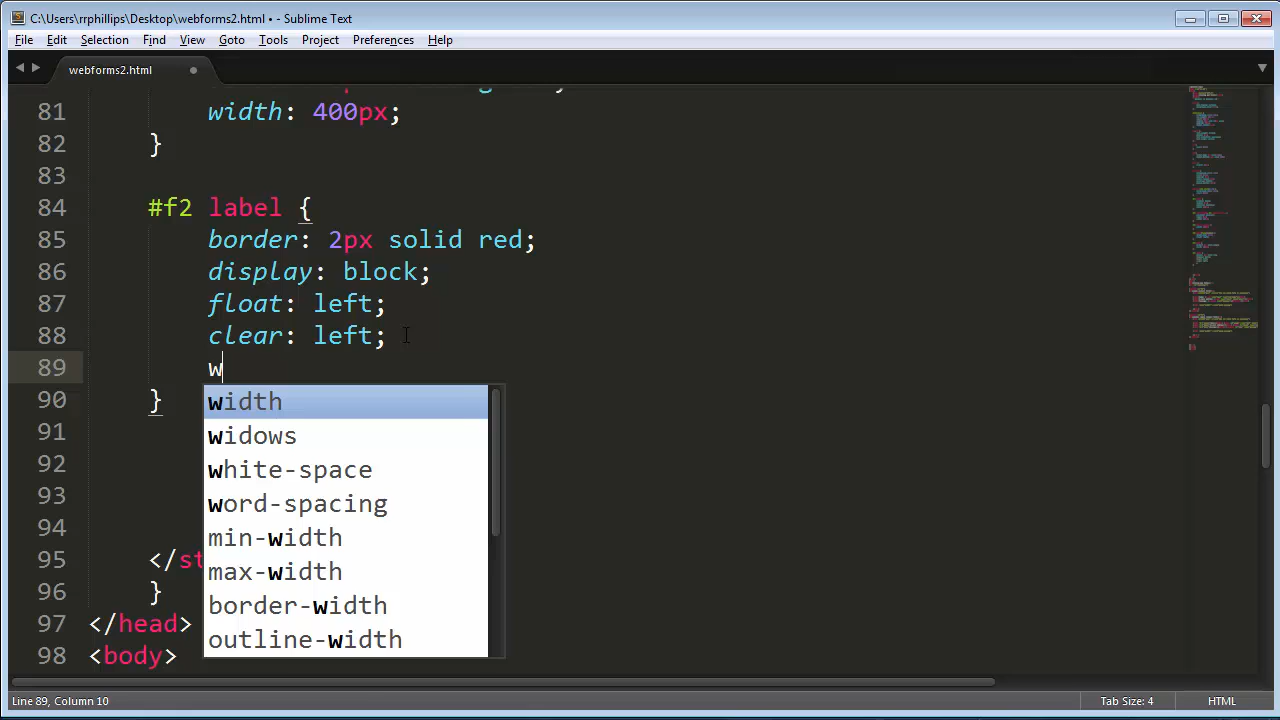 C:\Users\rrphillips\Desktop\webforms2.html • - Sublime Text
File Edit Selection Find View Goto Tools Project Preferences Help
webforms2.html
81 width: 400px;
82 }
83
84 #f2 label {
85 border: 2px solid red;
86 display: block;
87 float: left;
88 clear: left;
89 w
90 }
width
91
widows
92
white-space
93
word-spacing
94
min-width
95 </st
max-width
96 }
border-width
97 </head>
outline-width
98 <body>
Line 89, Column 10
Tab Size: 4
HTML